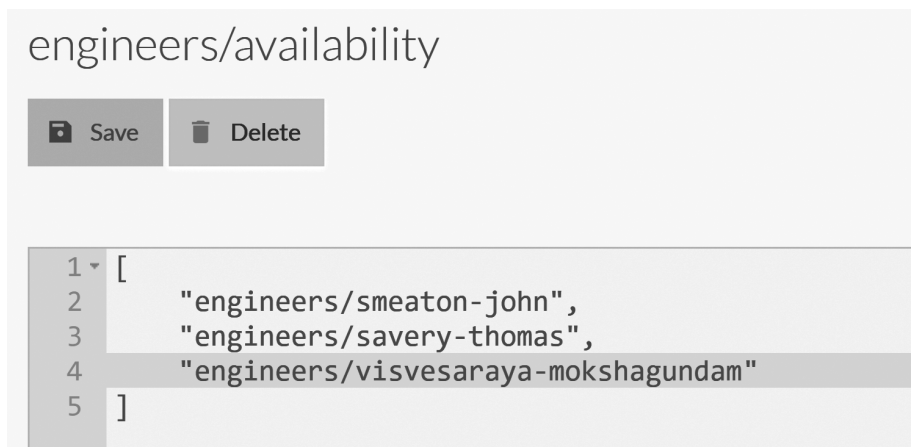 engineers/availability
Save Delete
1 [
2 "engineers/smeaton-john",
3 "engineers/savery-thomas",
4 "engineers/visvesaraya-mokshagundam"
5 ]